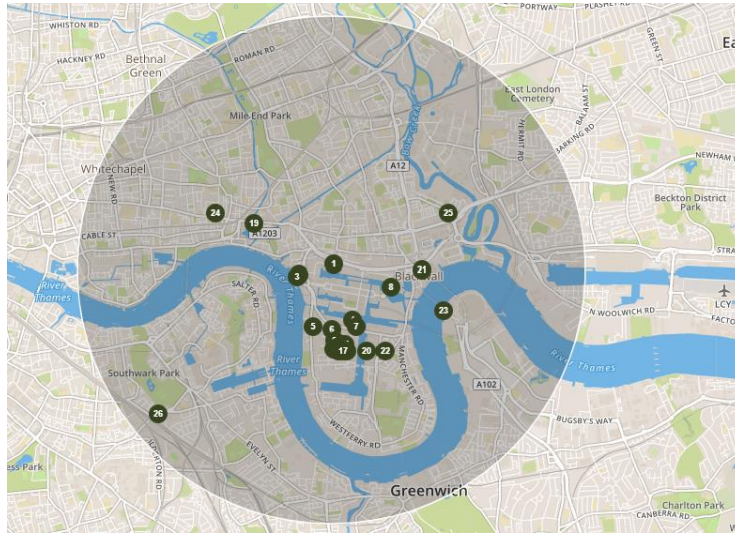 WHISTON RD
PORTWAY
PLASHET RD
GREEN ST
HACKNEY RD
Bethnal
Green
ROMAN RD
Ea
East London
Cemetery
BALAAM ST
Mile End Park
HERMIT RD
BARKING RD
Bow Creek
A12
NEWHAM
Whitechapel
NEW RD
Beckton District
Park
24
25
19
A1203
CABLE ST
STRA
1
21
Blackwall
3
River
Thames
River Thames
8
SALTER RD
LCY
N WOOLWICH RD
FACTO
23
5
6
7
17
20
22
River
Thames
River Thames
MANCHESTER RD
Southwark Park
A102
26
BUGSBY'S WAY
WESTFERRY RD
EVELYN ST
ess Park
Greenwich
Charlton Park
CANBERRA RD